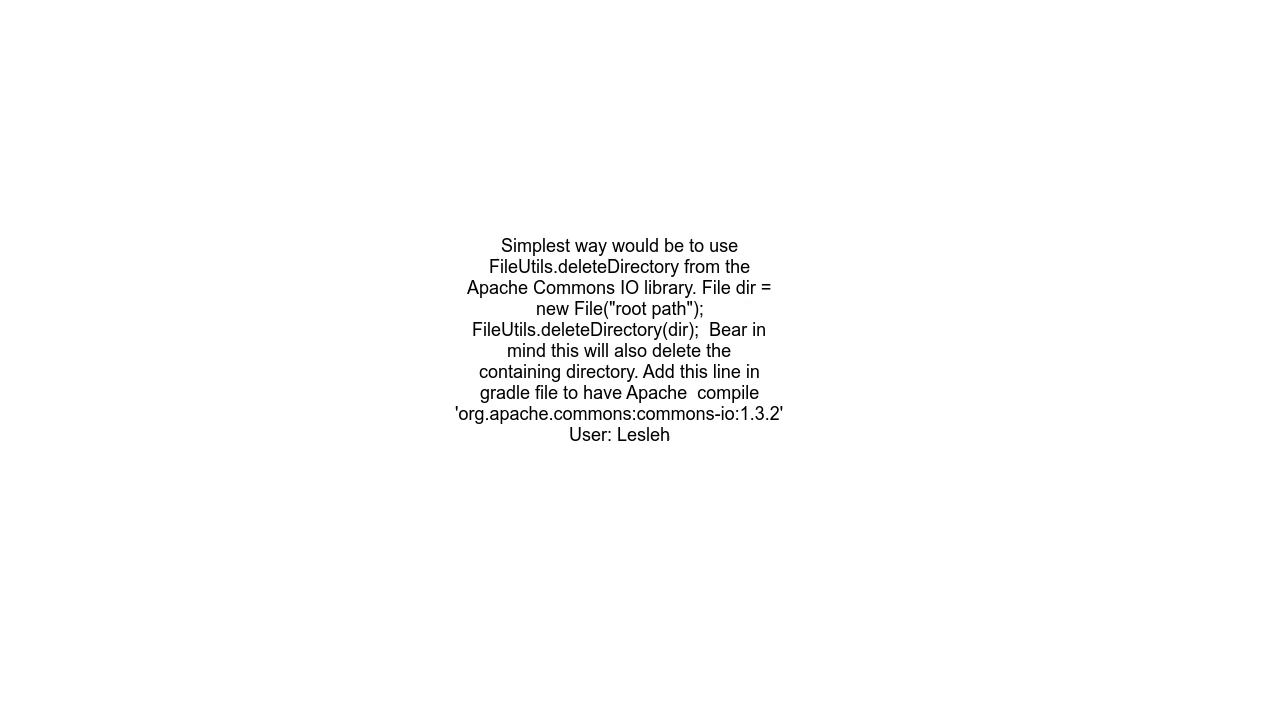 Simplest way would be to use
FileUtils.deleteDirectory from the
Apache Commons IO library. File dir =
new File("root path");
FileUtils.deleteDirectory(dir);  Bear in
mind this will also delete the
containing directory. Add this line in
gradle file to have Apache  compile
'org.apache.commons:commons-io:1.3.2'
User: Lesleh